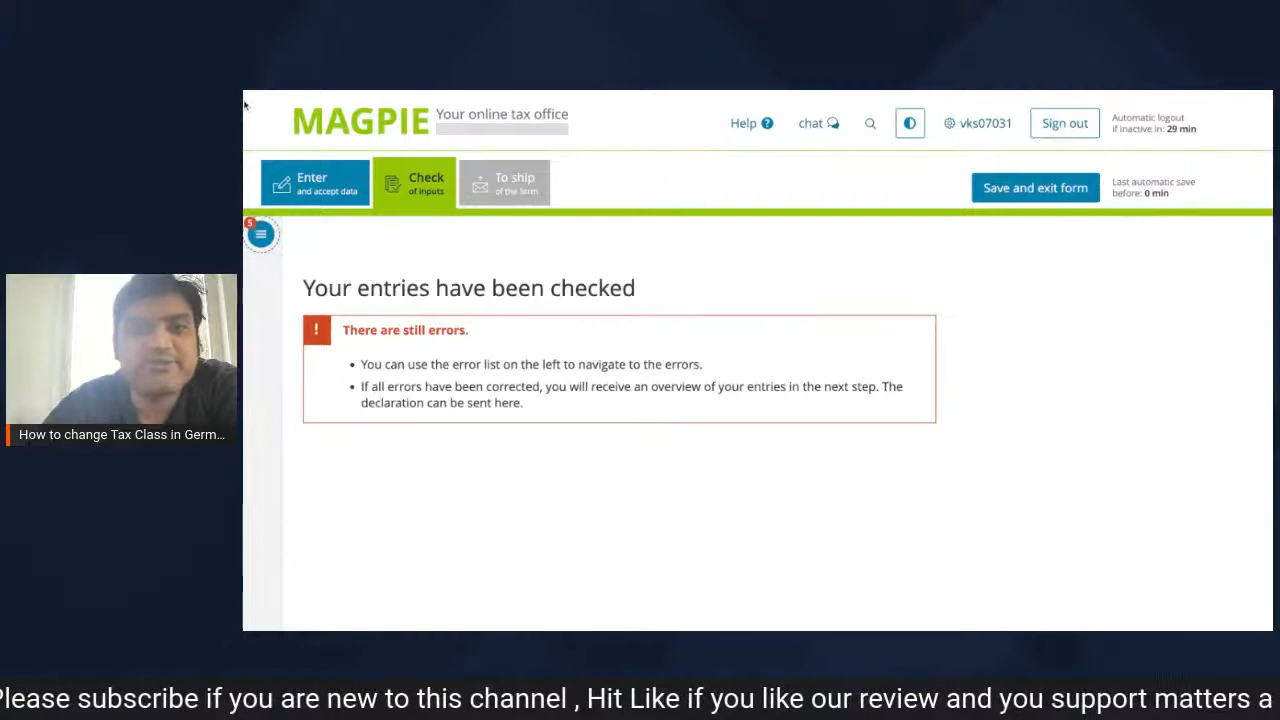 MAGPIE Your online tax office
Help ?
chat
vks07031
Sign out
Automatic logout
if inactive in: 29 min
Enter
and accept data
Check
of inputs
To ship
of the form
Save and exit form
Last automatic save
before: 0 min
5
Your entries have been checked
! There are still errors.
• You can use the error list on the left to navigate to the errors.
• If all errors have been corrected, you will receive an overview of your entries in the next step. The
declaration can be sent here.
How to change Tax Class in Germ...
Please subscribe if you are new to this channel , Hit Like if you like our review and you support matters a